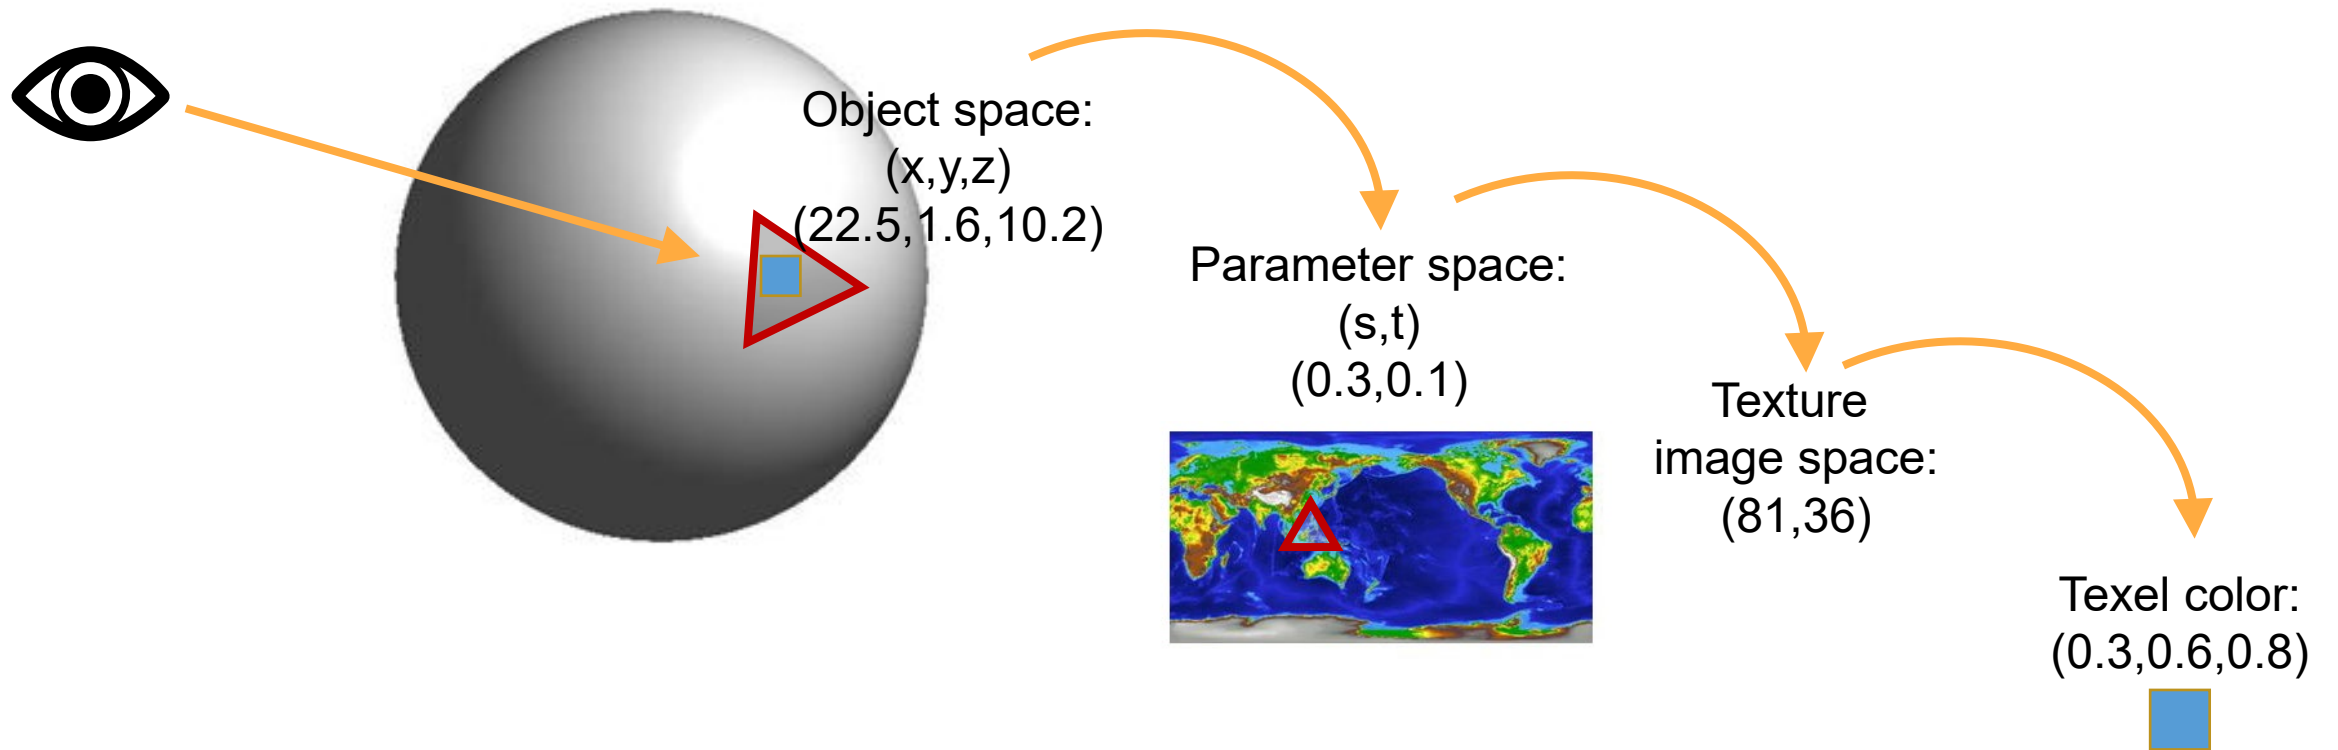 Object space:
(x,y,z)
(22.5,1.6,10.2)
Parameter space:
(s,t)
(0.3,0.1)
Texture
image space:
(81,36)
Texel color:
(0.3,0.6,0.8)